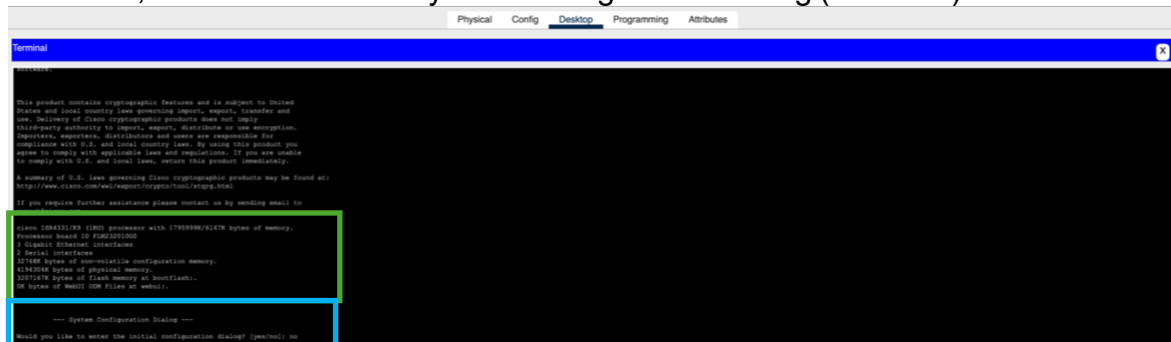 Physical Config Desktop Programming Attributes
Terminal
X
software.
This product contains cryptographic features and is subject to United
States and local country laws governing import, export, transfer and
use. Delivery of Cisco cryptographic products does not imply
third-party authority to import, export, distribute or use encryption.
Importers, exporters, distributors and users are responsible for
compliance with U.S. and local country laws. By using this product you
agree to comply with applicable laws and regulations. If you are unable
to comply with U.S. and local laws, return this product immediately.
A summary of U.S. laws governing Cisco cryptographic products may be found at:
http://www.cisco.com/wwl/export/crypto/tool/stqrg.html
If you require further assistance please contact us by sending email to
cisco ISR4331/K9 (1RU) processor with 1795999K/6147K bytes of memory.
Processor board ID FLM23201000
3 Gigabit Ethernet interfaces
2 Serial interfaces
32768K bytes of non-volatile configuration memory.
4194304K bytes of physical memory.
3207167K bytes of flash memory at bootflash:.
0K bytes of WebUI ODM Files at webui:.
--- System Configuration Dialog ---
Would you like to enter the initial configuration dialog? [yes/no]: no